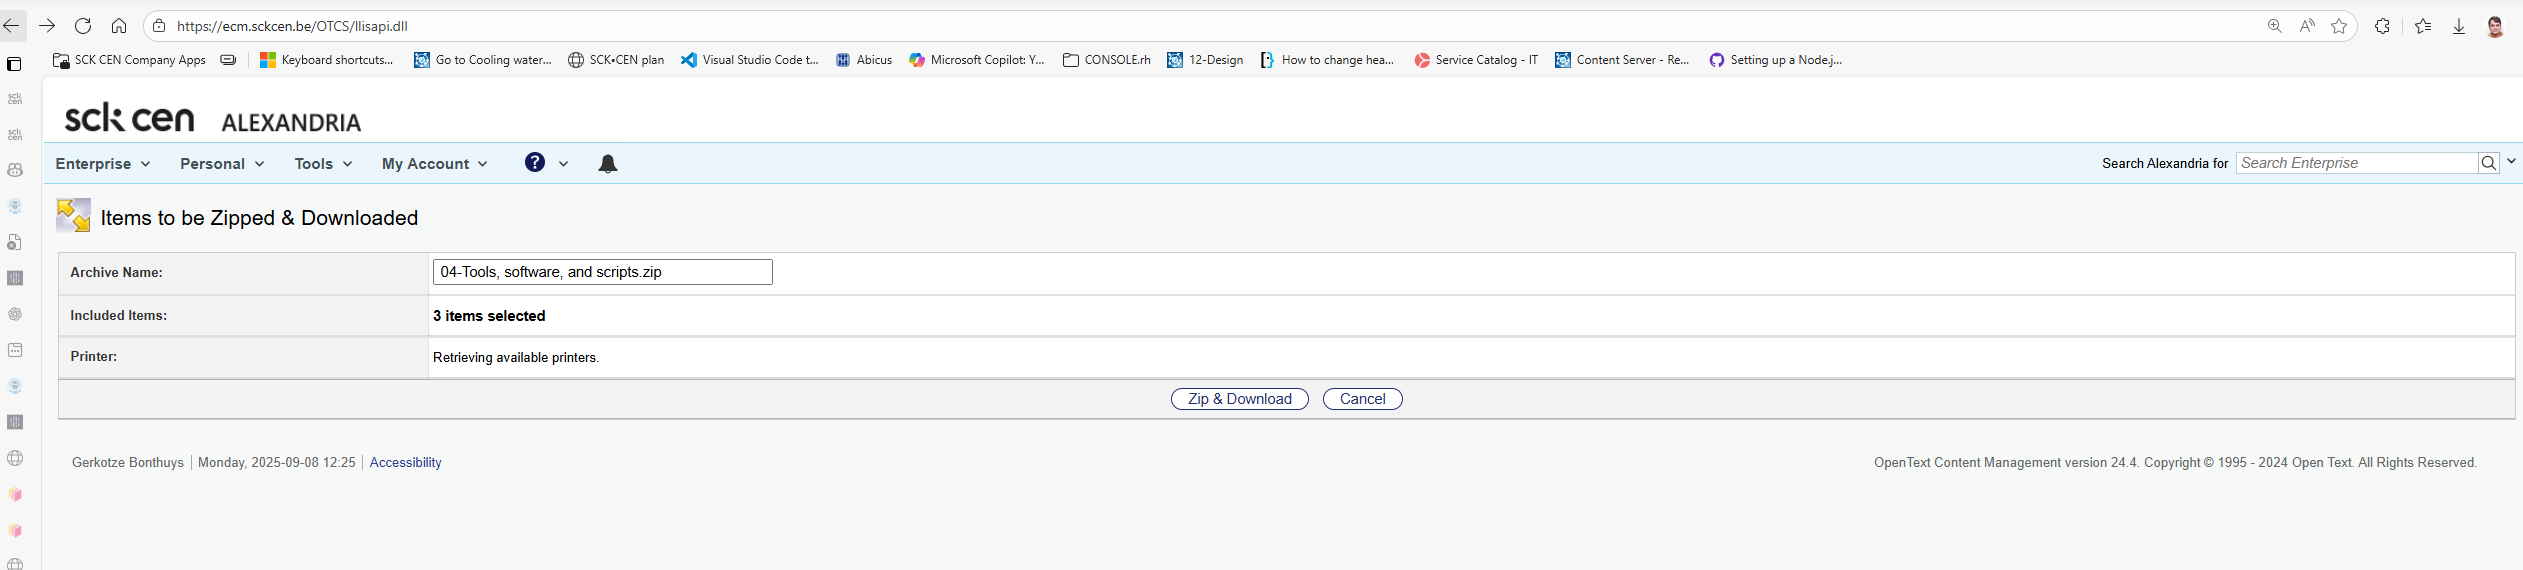 https://ecm.sckcen.be/OTCS/llisapi.dll
SCK CEN Company Apps Keyboard shortcuts... Go to Cooling water... SCK•CEN plan Visual Studio Code t... Abicus Microsoft Copilot: Y... CONSOLE.rh 12-Design How to change hea... Service Catalog - IT Content Server - Re... Setting up a Node.j...
sck cen ALEXANDRIA
Enterprise Personal Tools My Account ? Search Alexandria for Search Enterprise
Items to be Zipped & Downloaded
Archive Name: 04-Tools, software, and scripts.zip
Included Items: 3 items selected
Printer: Retrieving available printers.
Zip & Download Cancel
Gerkotze Bonthuys Monday, 2025-09-08 12:25 Accessibility OpenText Content Management version 24.4. Copyright © 1995 - 2024 Open Text. All Rights Reserved.
sck
cen
sck
cen